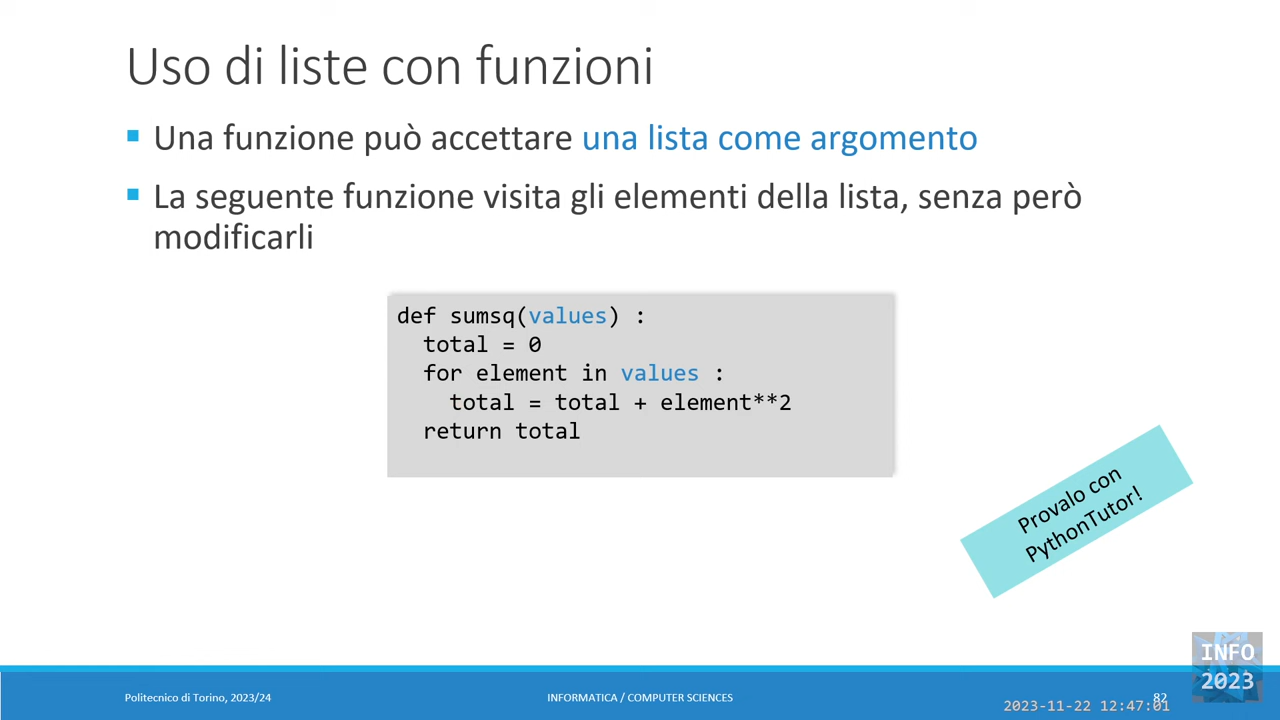 Uso di liste con funzioni
Una funzione può accettare una lista come argomento
La seguente funzione visita gli elementi della lista, senza però
modificarli
def sumsq(values) :
  total = 0
  for element in values :
    total = total + element**2
  return total
Provalo con
PythonTutor!
Politecnico di Torino, 2023/24
INFORMATICA / COMPUTER SCIENCES
82
2023-11-22 12:47:01
INFO
2023